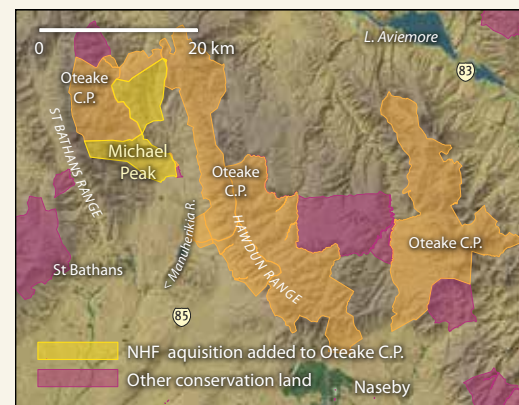 0 20 km
L. Aviemore
83
Oteake
C.P.
ST BATHANS RANGE
Michael
Peak
Oteake
C.P.
HAWDUN RANGE
< Manuherikia R.
Oteake C.P.
St Bathans
85
NHF aquisition added to Oteake C.P.
Other conservation land
Naseby